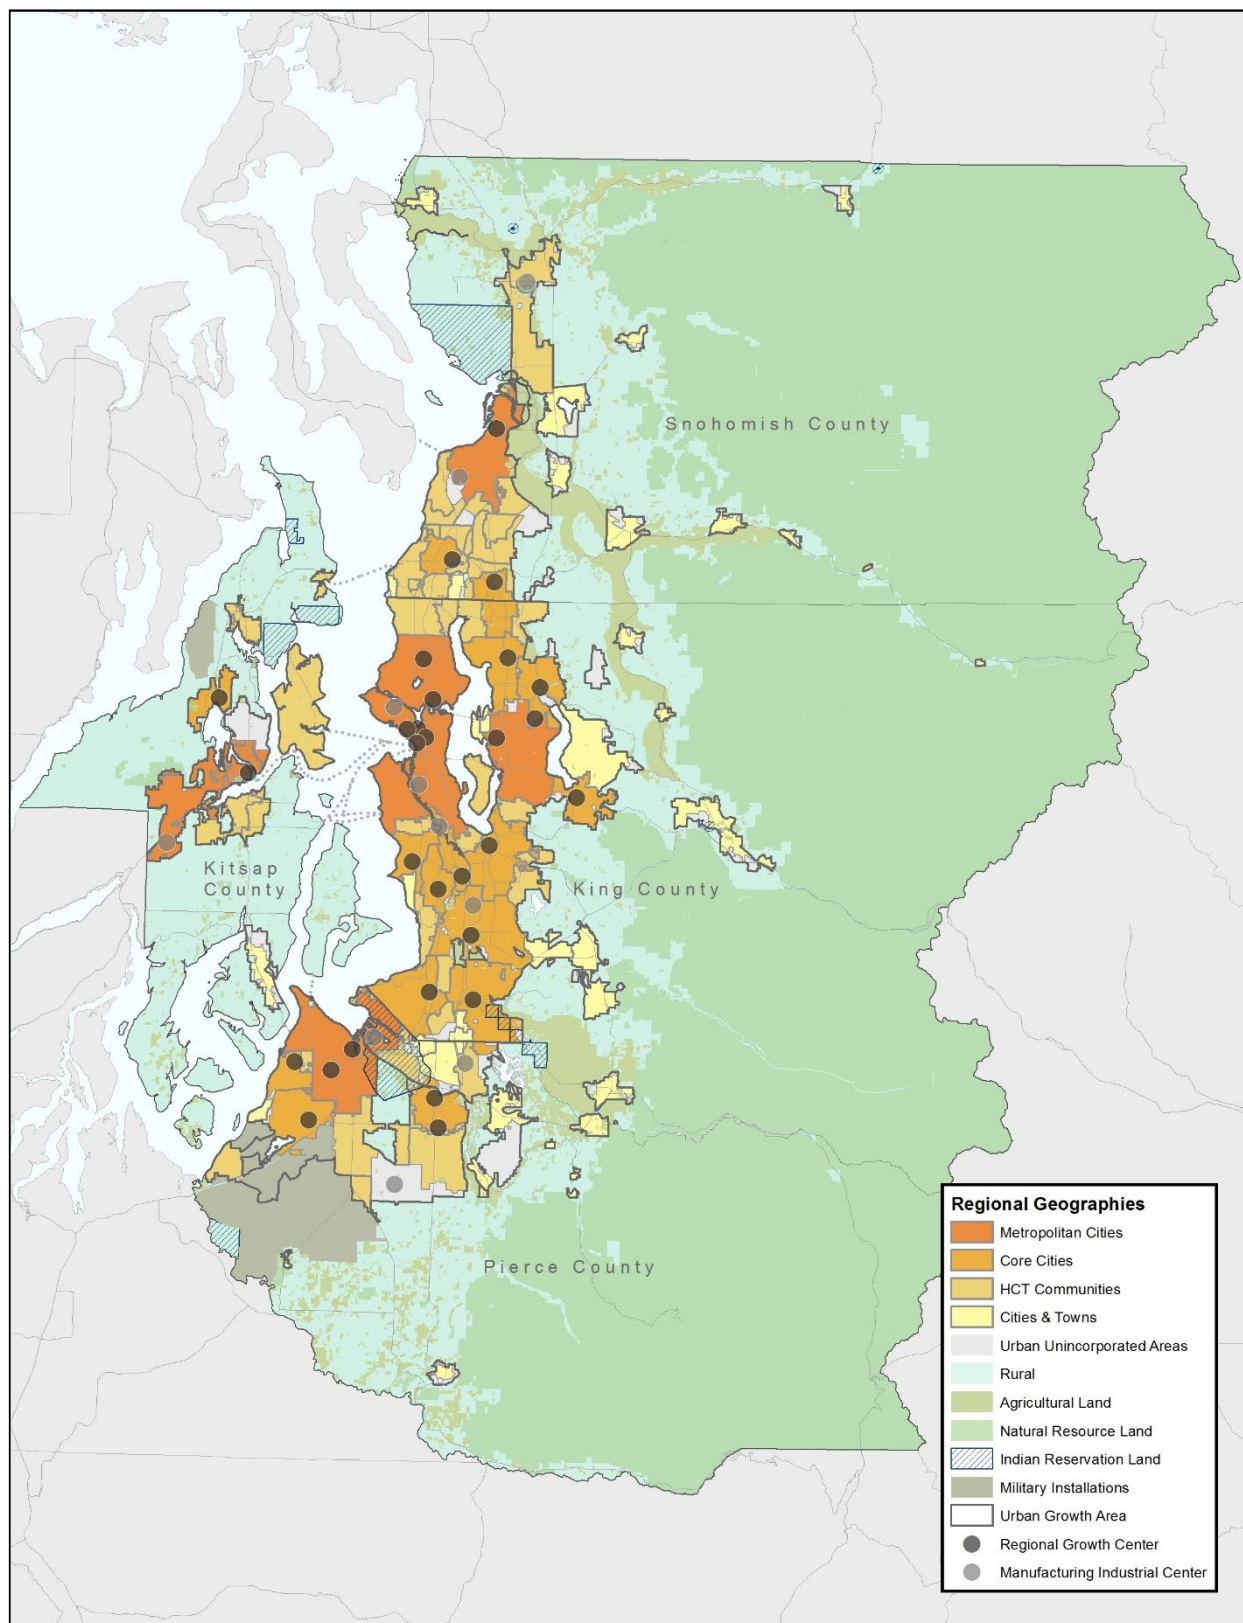 Snohomish County
Kitsap
County
King County
Pierce County
Regional Geographies
Metropolitan Cities
Core Cities
HCT Communities
Cities & Towns
Urban Unincorporated Areas
Rural
Agricultural Land
Natural Resource Land
Indian Reservation Land
Military Installations
Urban Growth Area
Regional Growth Center
Manufacturing Industrial Center